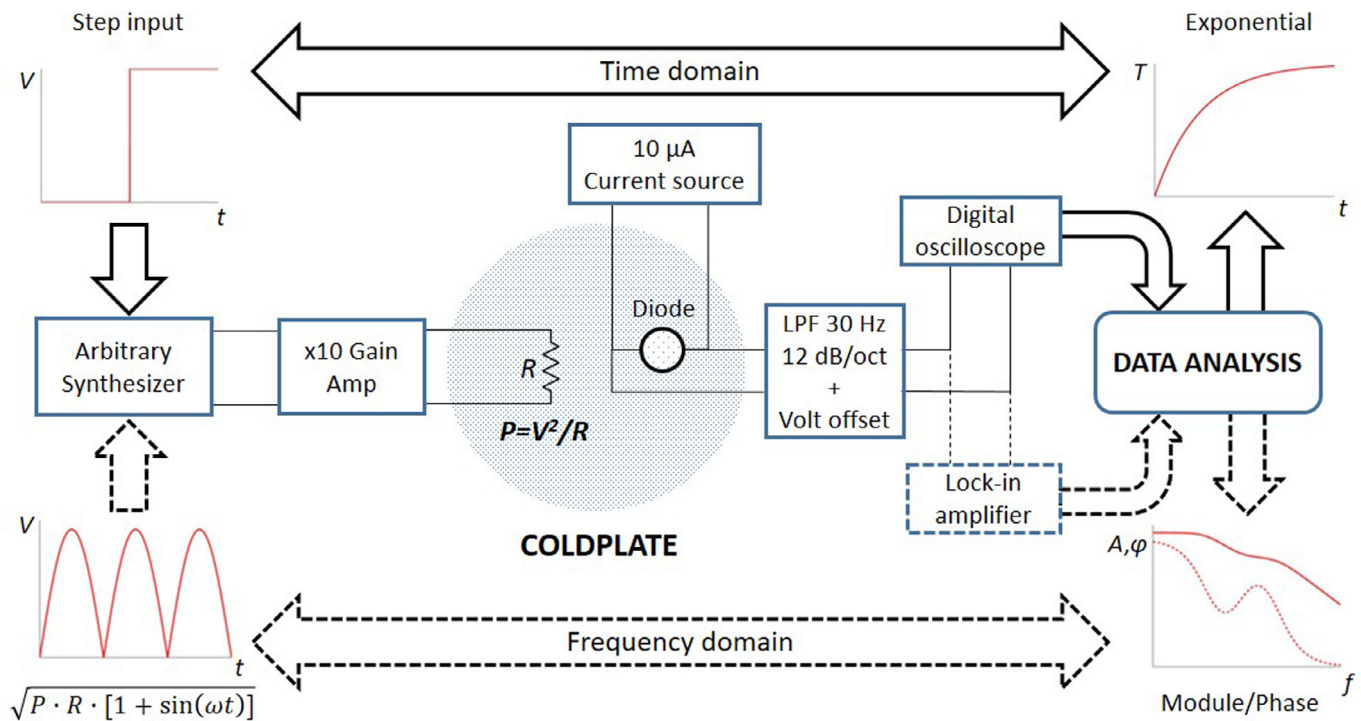 Step input
Exponential
V
t
Time domain
T
t
10 µA
Current source
Digital
oscilloscope
Diode
Arbitrary
Synthesizer
x10 Gain
Amp
R
P=V²/R
LPF 30 Hz
12 dB/oct
+
Volt offset
DATA ANALYSIS
Lock-in
amplifier
COLDPLATE
V
t
√P · R · [1 + sin(ωt)]
Frequency domain
A,φ
f
Module/Phase